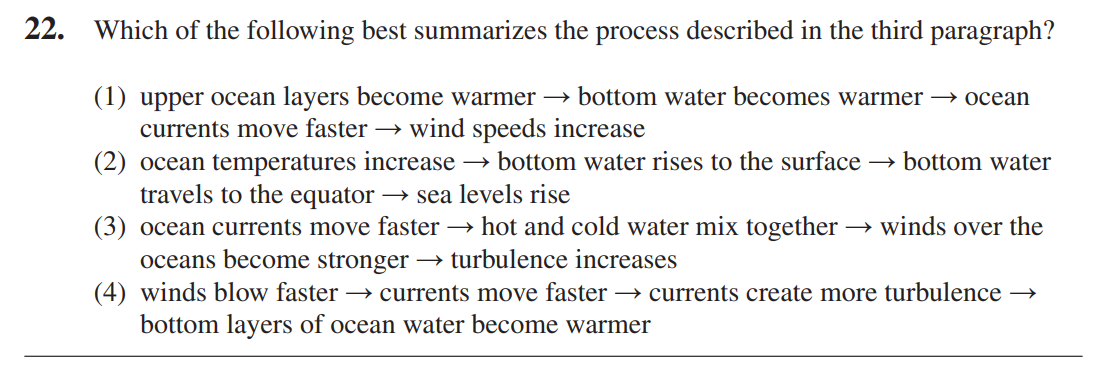 22. Which of the following best summarizes the process described in the third paragraph?
(1) upper ocean layers become warmer → bottom water becomes warmer → ocean
currents move faster → wind speeds increase
(2) ocean temperatures increase → bottom water rises to the surface → bottom water
travels to the equator → sea levels rise
(3) ocean currents move faster → hot and cold water mix together → winds over the
oceans become stronger → turbulence increases
(4) winds blow faster → currents move faster → currents create more turbulence →
bottom layers of ocean water become warmer